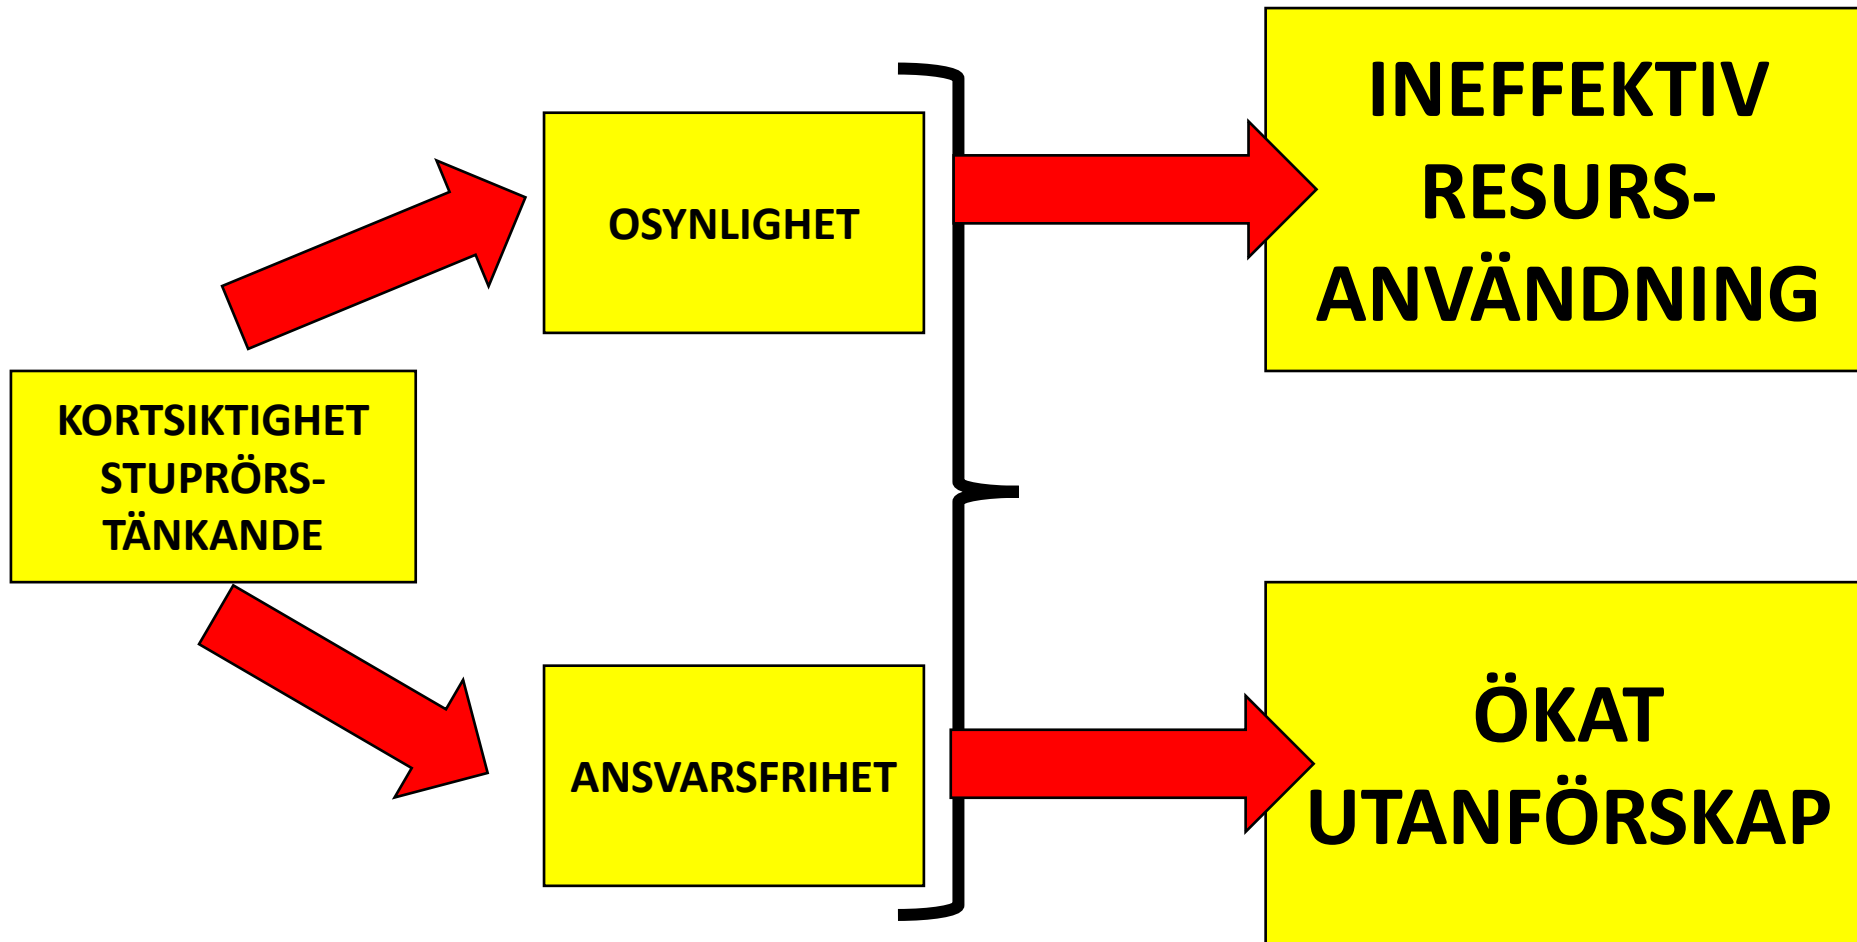 KORTSIKTIGHET
STUPRÖRS-
TÄNKANDE
OSYNLIGHET
ANSVARSFRIHET
INEFFEKTIV
RESURS-
ANVÄNDNING
ÖKAT
UTANFÖRSKAP